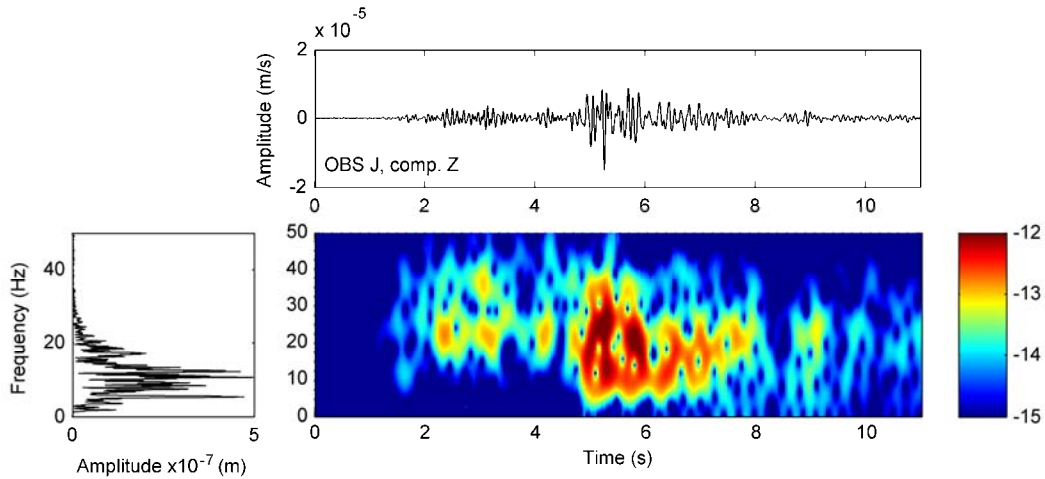 x 10⁻⁵
2
0
-2
Amplitude (m/s)
OBS J, comp. Z
0 2 4 6 8 10
40
20
0
Frequency (Hz)
0 5
Amplitude x10⁻⁷ (m)
50
40
30
20
10
0
0 2 4 6 8 10
Time (s)
-12
-13
-14
-15